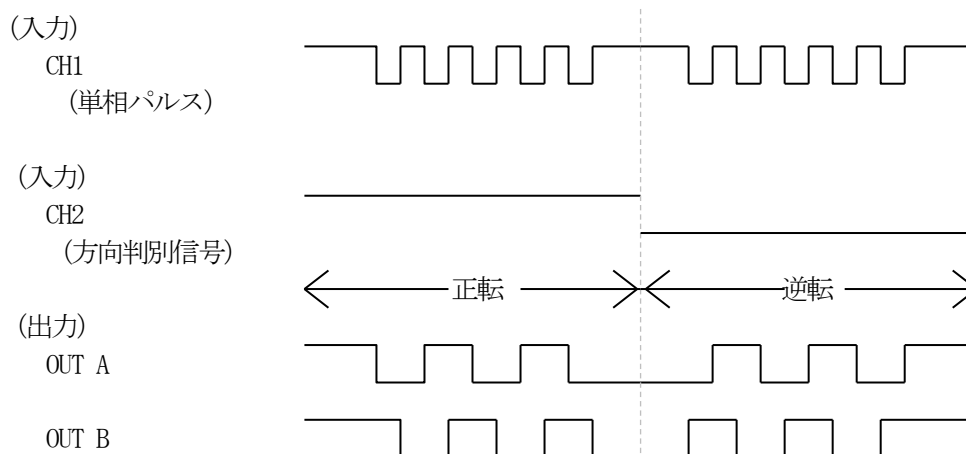 (入力)
CH1
(単相パルス)
(入力)
CH2
(方向判別信号)
正転
逆転
(出力)
OUT A
OUT B